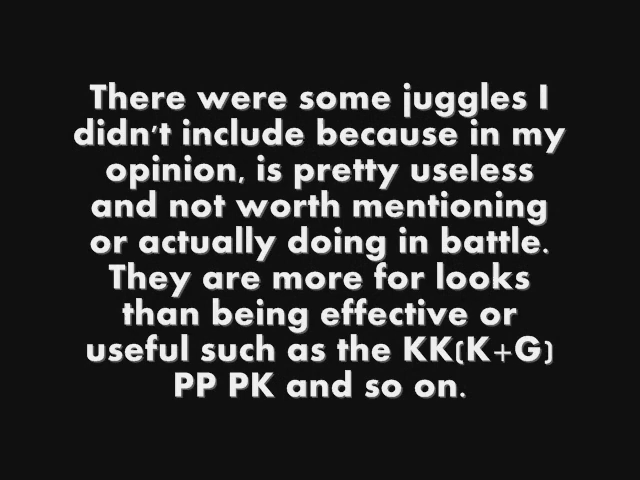 There were some juggles I
didn't include because in my
opinion, is pretty useless
and not worth mentioning
or actually doing in battle.
They are more for looks
than being effective or
useful such as the KK(K+G)
PP PK and so on.